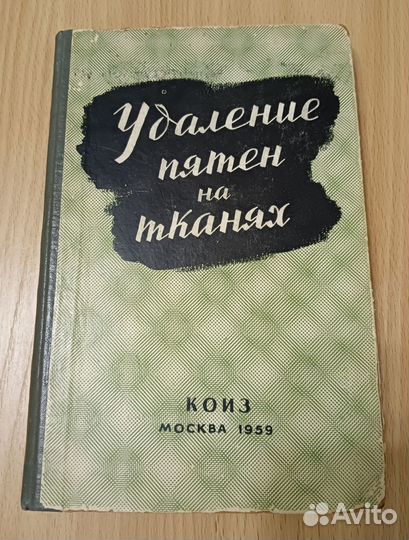 Удаление
пятен
на
тканях
КОИЗ
МОСКВА 1959
Avito